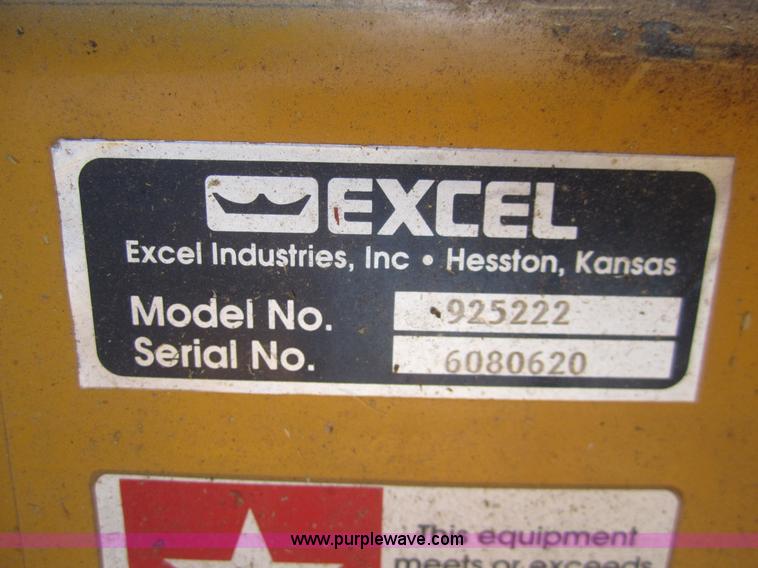 EXCEL
Excel Industries, Inc • Hesston, Kansas
Model No. 925222
Serial No. 6080620
This equipment
www.purplewave.com
meets or exceeds